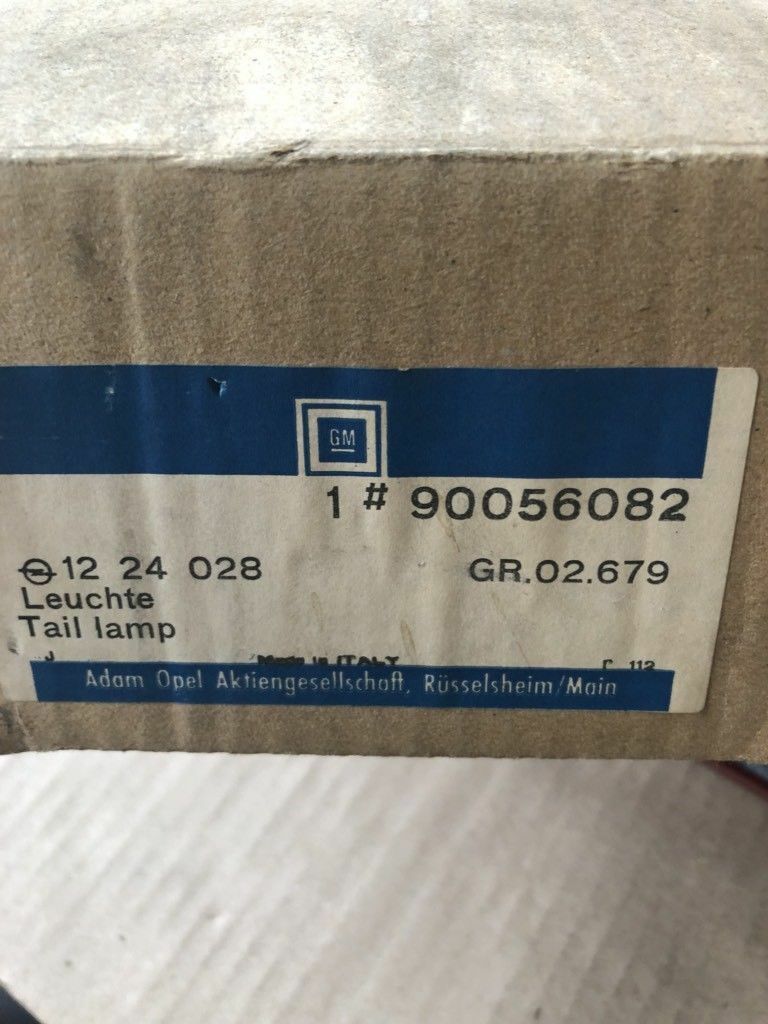 GM
1 # 90056082
12 24 028 GR.02.679
Leuchte
Tail lamp
J Made in ITALY 112
Adam Opel Aktiengesellschaft, Rüsselsheim/Main